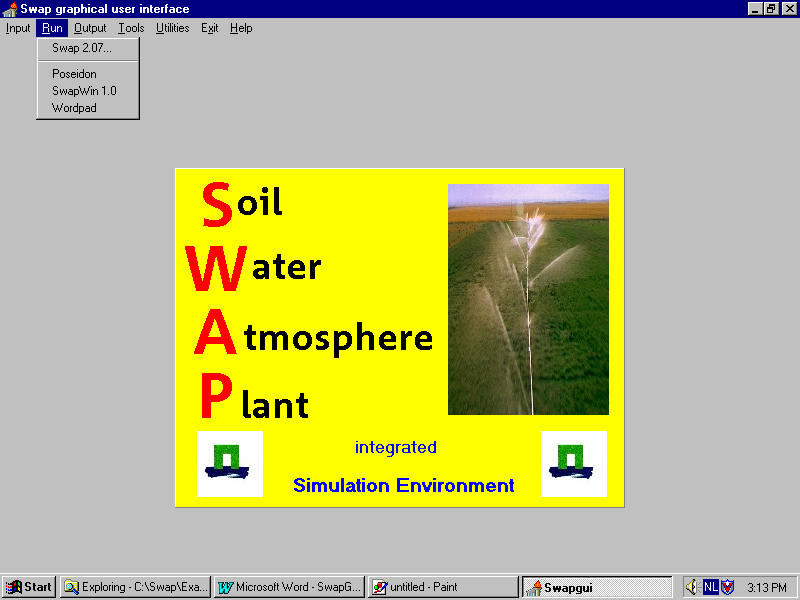 Swap graphical user interface
Input Run Output Tools Utilities Exit Help
Swap 2.07...
Poseidon
SwapWin 1.0
Wordpad
Soil
Water
Atmosphere
Plant
integrated
Simulation Environment
Start Exploring - C:\Swap\Exa... Microsoft Word - SwapG... untitled - Paint Swapgui NL 3:13 PM